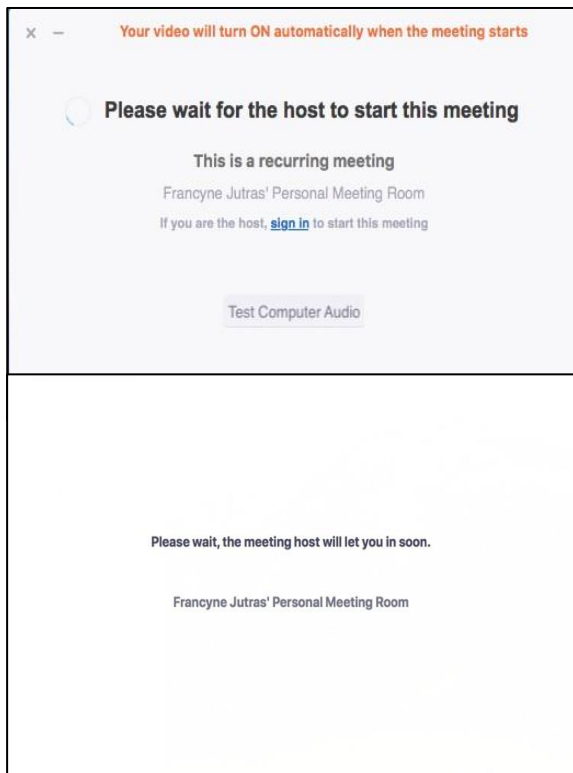 Your video will turn ON automatically when the meeting starts
Please wait for the host to start this meeting
This is a recurring meeting
Francyne Jutras' Personal Meeting Room
If you are the host, sign in to start this meeting
Test Computer Audio
Please wait, the meeting host will let you in soon.
Francyne Jutras' Personal Meeting Room